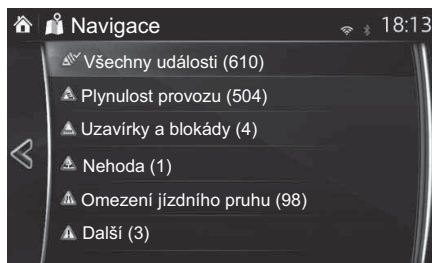 Navigace 18:13
Všechny události (610)
Plynulost provozu (504)
Uzavírky a blokády (4)
Nehoda (1)
Omezení jízdního pruhu (98)
Další (3)